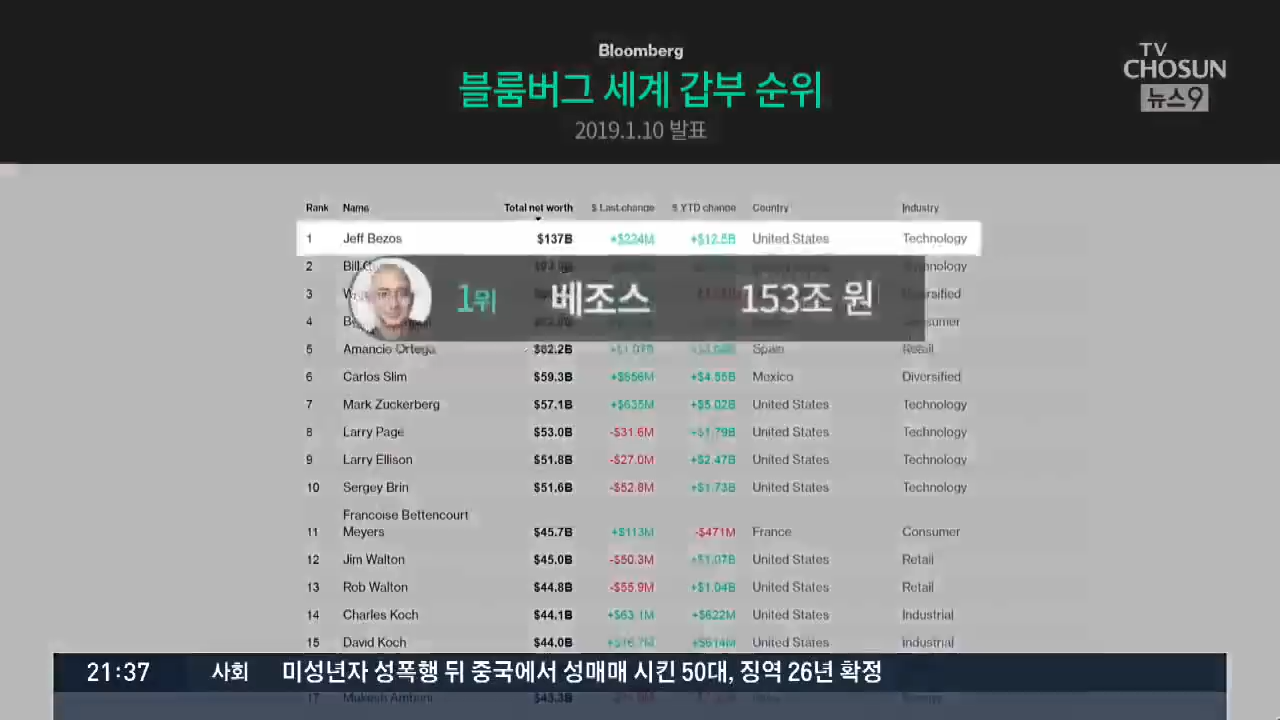 Bloomberg
블룸버그 세계 갑부 순위
2019.1.10 발표
TV
CHOSUN
뉴스9
Rank Name Total net worth $ Last change $ YTD change Country Industry
1 Jeff Bezos $137B +$224M +$12.5B United States Technology
2
3
4
1위 베조스 153조 원
5 Amancio Ortega $62.2B Spain Retail
6 Carlos Slim $59.3B +$656M +$4.55B Mexico Diversified
7 Mark Zuckerberg $57.1B +$635M +$5.02B United States Technology
8 Larry Page $53.0B -$31.6M +$1.79B United States Technology
9 Larry Ellison $51.8B -$27.0M +$2.47B United States Technology
10 Sergey Brin $51.6B -$52.8M +$1.73B United States Technology
Francoise Bettencourt
11 Meyers $45.7B +$113M -$471M France Consumer
12 Jim Walton $45.0B -$50.3M +$1.07B United States Retail
13 Rob Walton $44.8B -$55.9M +$1.04B United States Retail
14 Charles Koch $44.1B +$63.1M +$622M United States Industrial
15 David Koch $44.0B +$614M United States Industrial
21:37 사회 미성년자 성폭행 뒤 중국에서 성매매 시킨 50대, 징역 26년 확정
17 Mukesh Ambani $43.3B